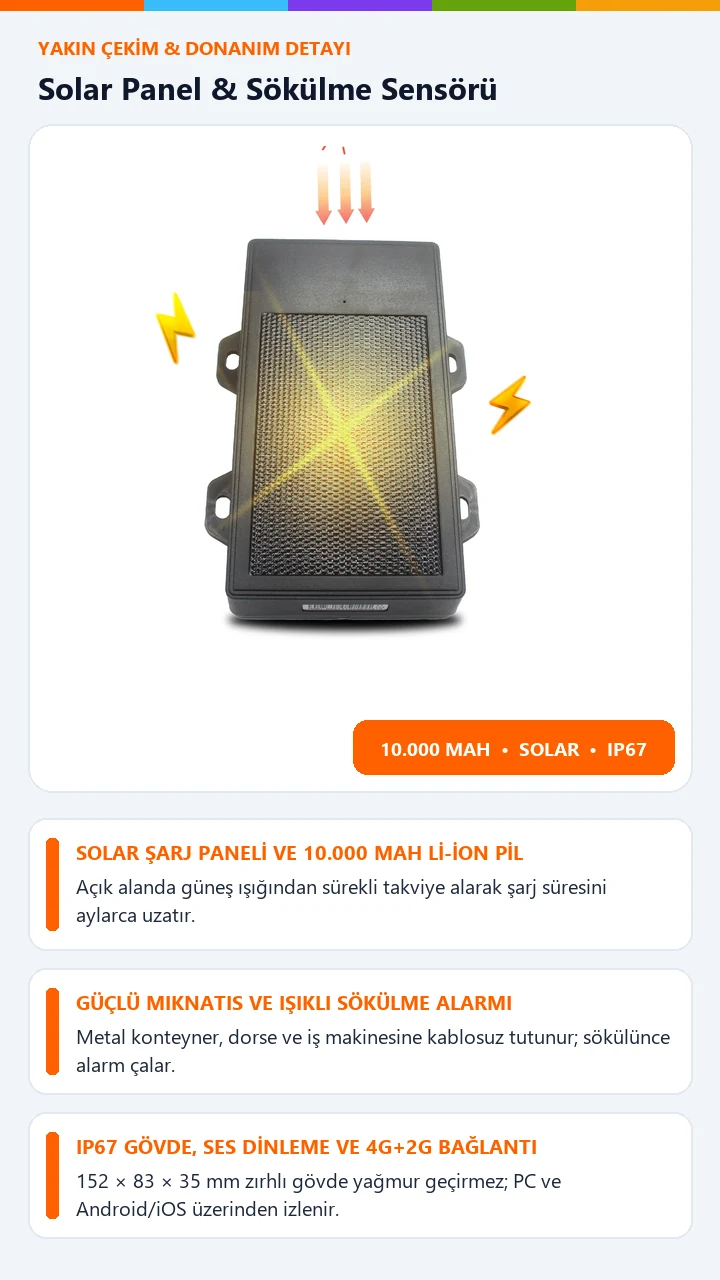 YAKIN ÇEKİM & DONANIM DETAYI
Solar Panel & Sökülme Sensörü
10.000 MAH • SOLAR • IP67
SOLAR ŞARJ PANELİ VE 10.000 MAH Lİ-İON PİL
Açık alanda güneş ışığından sürekli takviye alarak şarj süresini
aylarca uzatır.
GÜÇLÜ MIKNATIS VE IŞIKLI SÖKÜLME ALARMI
Metal konteyner, dorse ve iş makinesine kablosuz tutunur; sökülünce
alarm çalar.
IP67 GÖVDE, SES DİNLEME VE 4G+2G BAĞLANTI
152 × 83 × 35 mm zırhlı gövde yağmur geçirmez; PC ve
Android/iOS üzerinden izlenir.